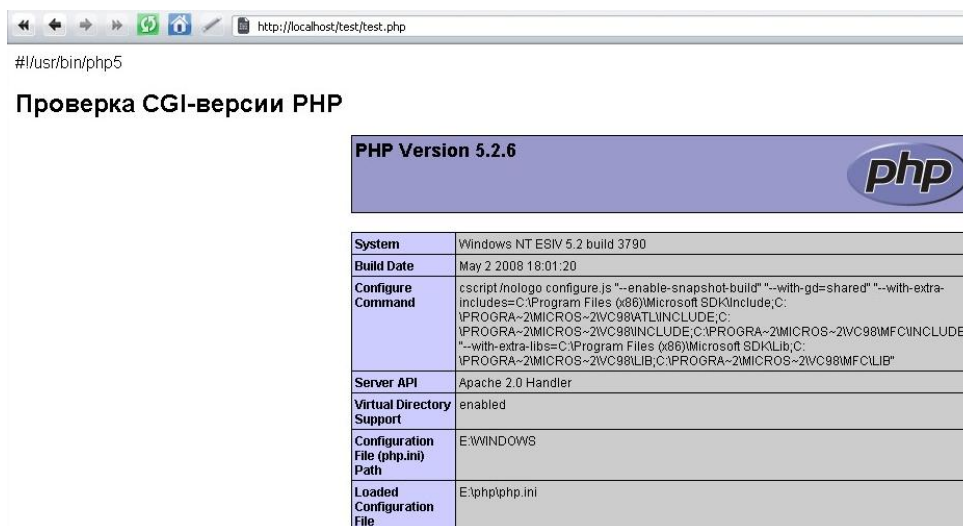 http://localhost/test/test.php
#!/usr/bin/php5
Проверка CGI-версии PHP
PHP Version 5.2.6
php
System Windows NT ESIV 5.2 build 3790
Build Date May 2 2008 18:01:20
Configure Command cscript /nologo configure.js "--enable-snapshot-build" "--with-gd=shared" "--with-extra-
includes=C:\Program Files (x86)\Microsoft SDK\Include;C:
\PROGRA~2\MICROS~2\VC98\ATL\INCLUDE;C:
\PROGRA~2\MICROS~2\VC98\INCLUDE;C:\PROGRA~2\MICROS~2\VC98\MFC\INCLUDE
"--with-extra-libs=C:\Program Files (x86)\Microsoft SDK\Lib;C:
\PROGRA~2\MICROS~2\VC98\LIB;C:\PROGRA~2\MICROS~2\VC98\MFC\LIB"
Server API Apache 2.0 Handler
Virtual Directory Support enabled
Configuration File (php.ini) Path E:\WINDOWS
Loaded Configuration File E:\php\php.ini